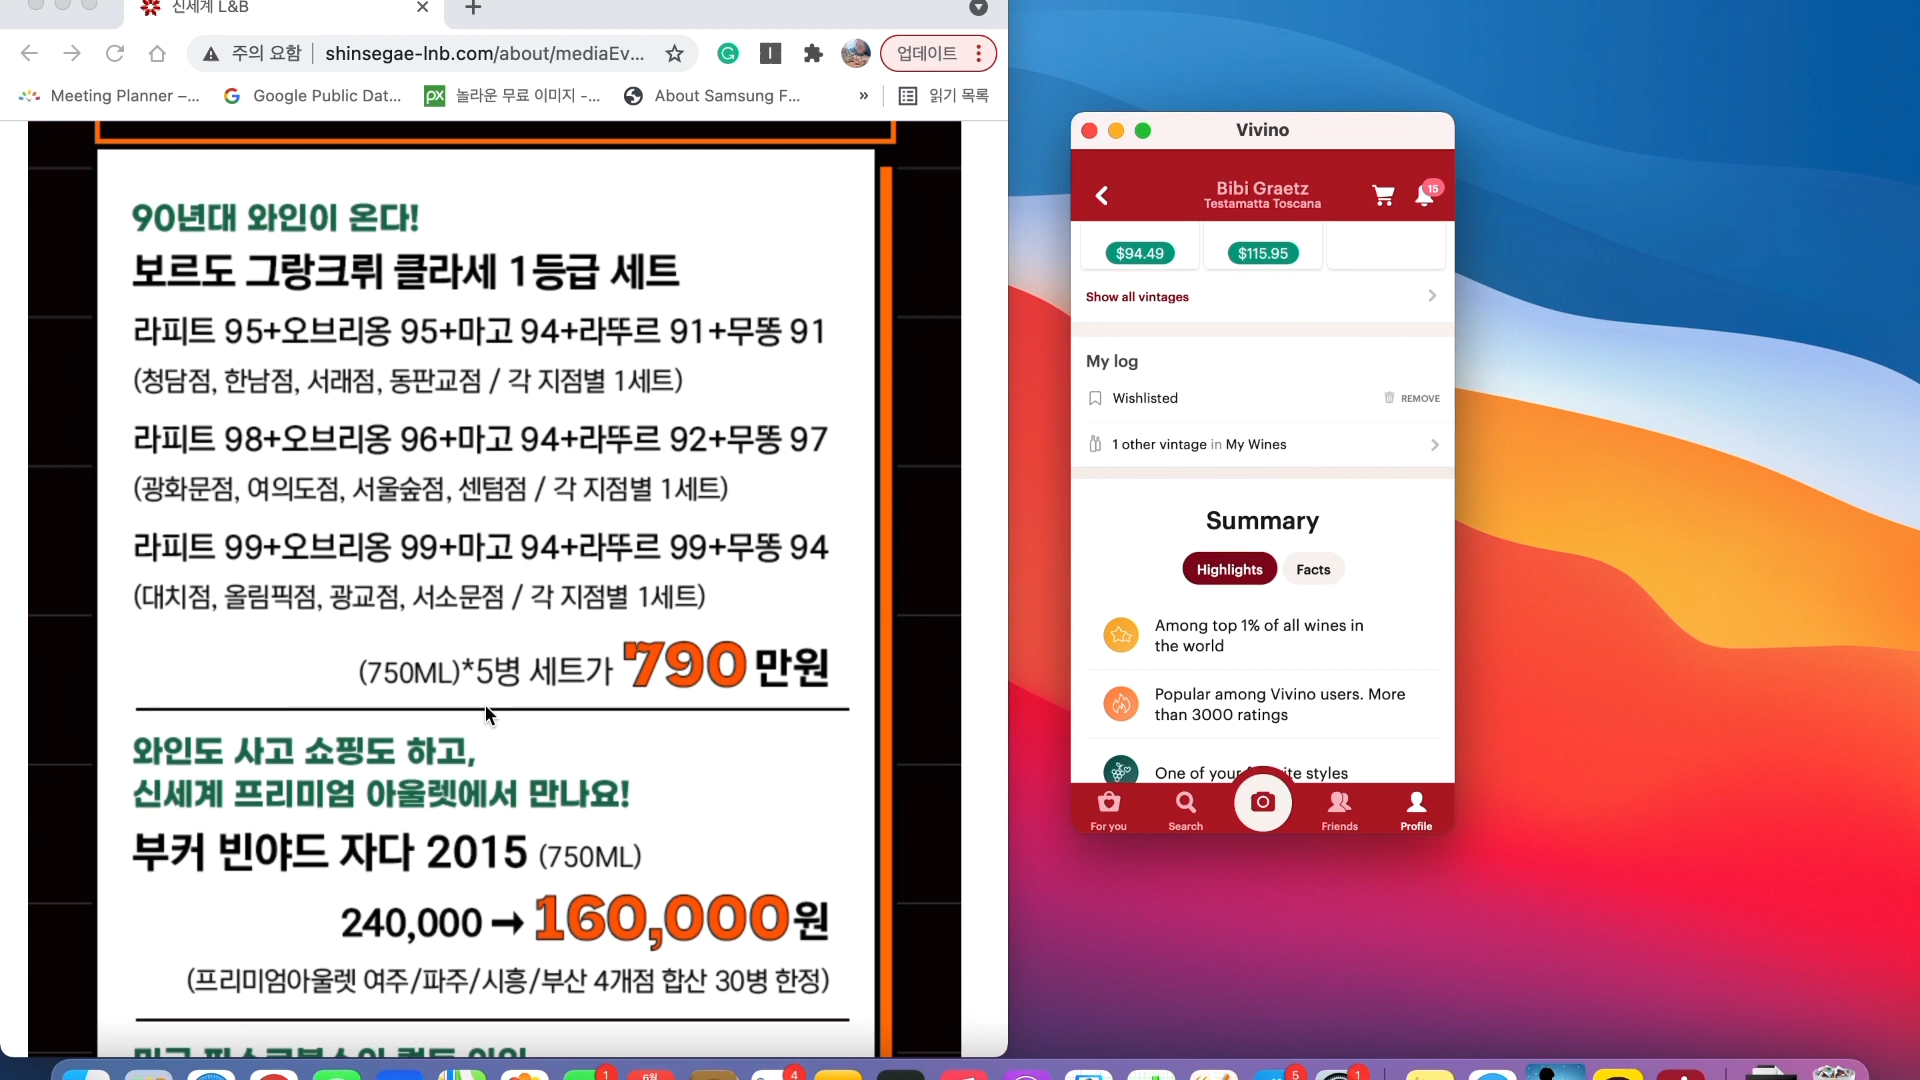 신세계 L&B
주의 요함
shinsegae-lnb.com/about/mediaEv...
업데이트
Meeting Planner –...
Google Public Dat...
px
놀라운 무료 이미지 -...
About Samsung F...
»
읽기 목록
90년대 와인이 온다!
보르도 그랑크뤼 클라세 1등급 세트
라피트 95+오브리옹 95+마고 94+라뚜르 91+무똥 91
(청담점, 한남점, 서래점, 동판교점 / 각 지점별 1세트)
라피트 98+오브리옹 96+마고 94+라뚜르 92+무똥 97
(광화문점, 여의도점, 서울숲점, 센텀점 / 각 지점별 1세트)
라피트 99+오브리옹 99+마고 94+라뚜르 99+무똥 94
(대치점, 올림픽점, 광교점, 서소문점 / 각 지점별 1세트)
(750ML)*5병 세트가 790 만원
와인도 사고 쇼핑도 하고,
신세계 프리미엄 아울렛에서 만나요!
부커 빈야드 자다 2015 (750ML)
240,000 → 160,000원
(프리미엄아울렛 여주/파주/시흥/부산 4개점 합산 30병 한정)
Vivino
Bibi Graetz
Testamatta Toscana
15
$94.49
$115.95
Show all vintages
My log
Wishlisted
REMOVE
1 other vintage in My Wines
Summary
Highlights
Facts
Among top 1% of all wines in
the world
Popular among Vivino users. More
than 3000 ratings
One of your styles
For you
Search
Friends
Profile
1
6월
4
5
1